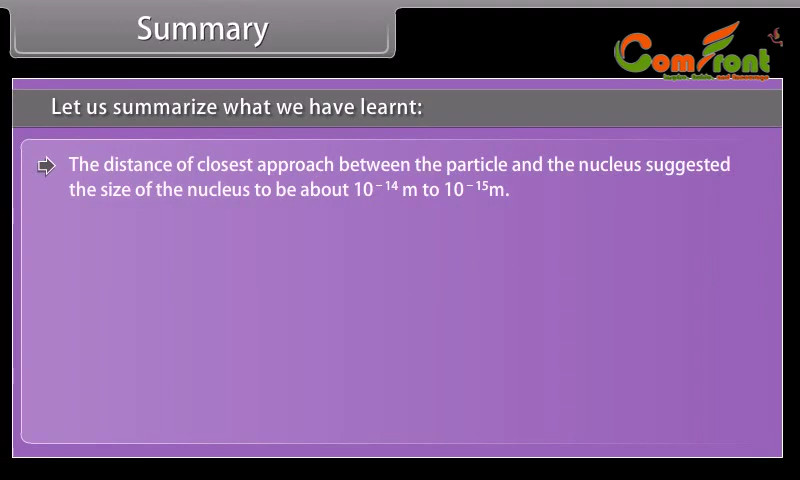 Summary
ComFront
Let us summarize what we have learnt:
The distance of closest approach between the particle and the nucleus suggested
the size of the nucleus to be about 10⁻¹⁴ m to 10⁻¹⁵m.